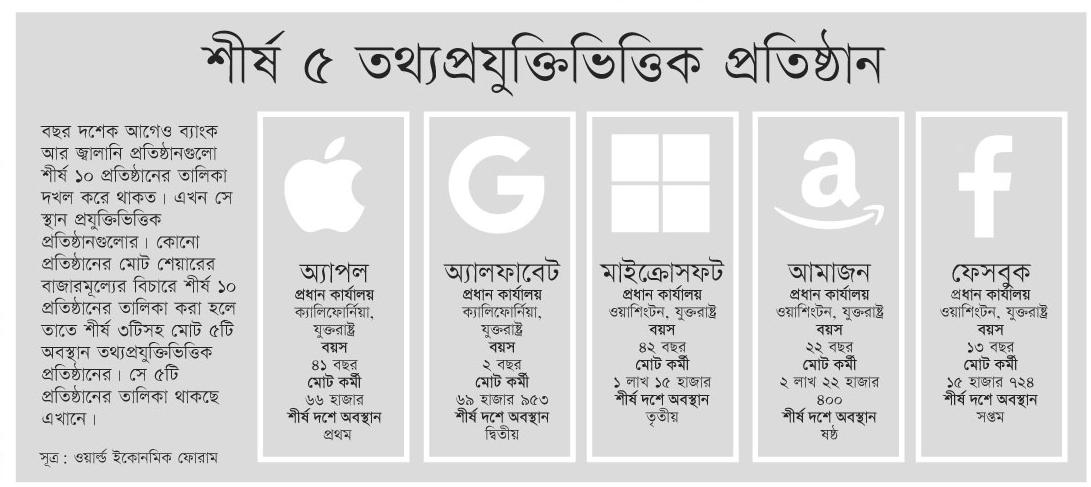 শীর্ষ ৫ তথ্যপ্রযুক্তিভিত্তিক প্রতিষ্ঠান
বছর দশেক আগেও ব্যাংক
আর জ্বালানি প্রতিষ্ঠানগুলো
শীর্ষ ১০ প্রতিষ্ঠানের তালিকা
দখল করে থাকত। এখন সে
স্থান প্রযুক্তিভিত্তিক
প্রতিষ্ঠানগুলোর। কোনো
প্রতিষ্ঠানের মোট শেয়ারের
বাজারমূল্যের বিচারে শীর্ষ ১০
প্রতিষ্ঠানের তালিকা করা হলে
তাতে শীর্ষ ৩টিসহ মোট ৫টি
অবস্থান তথ্যপ্রযুক্তিভিত্তিক
প্রতিষ্ঠানের। সে ৫টি
প্রতিষ্ঠানের তালিকা থাকছে
এখানে।
সূত্র : ওয়ার্ল্ড ইকোনমিক ফোরাম
অ্যাপল
প্রধান কার্যালয়
ক্যালিফোর্নিয়া,
যুক্তরাষ্ট্র
বয়স
৪১ বছর
মোট কর্মী
৬৬ হাজার
শীর্ষ দশে অবস্থান
প্রথম
অ্যালফাবেট
প্রধান কার্যালয়
ক্যালিফোর্নিয়া,
যুক্তরাষ্ট্র
বয়স
২ বছর
মোট কর্মী
৬৯ হাজার ৯৫৩
শীর্ষ দশে অবস্থান
দ্বিতীয়
মাইক্রোসফট
প্রধান কার্যালয়
ওয়াশিংটন, যুক্তরাষ্ট্র
বয়স
৪২ বছর
মোট কর্মী
১ লাখ ১৫ হাজার
শীর্ষ দশে অবস্থান
তৃতীয়
a
আমাজন
প্রধান কার্যালয়
ওয়াশিংটন, যুক্তরাষ্ট্র
বয়স
২২ বছর
মোট কর্মী
২ লাখ ২২ হাজার
৪০০
শীর্ষ দশে অবস্থান
ষষ্ঠ
f
ফেসবুক
প্রধান কার্যালয়
ওয়াশিংটন, যুক্তরাষ্ট্র
বয়স
১৩ বছর
মোট কর্মী
১৫ হাজার ৭২৪
শীর্ষ দশে অবস্থান
সপ্তম